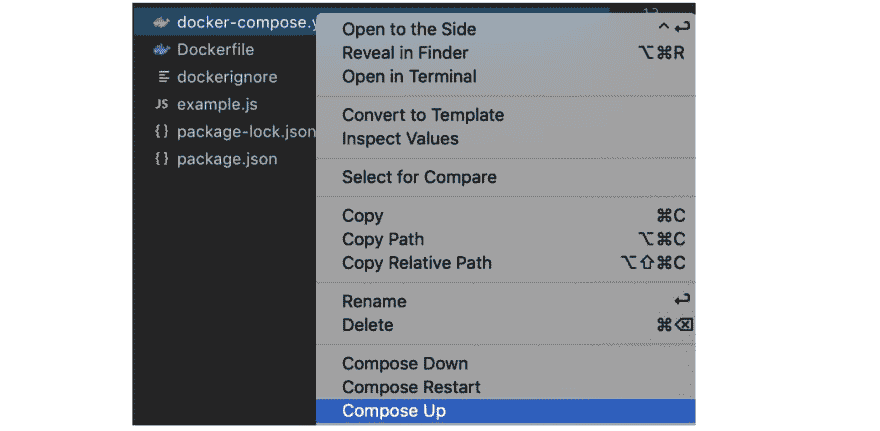 docker-compose.y
Open to the Side ^ ↩
Dockerfile
Reveal in Finder ⌥⌘R
dockerignore
Open in Terminal
JS example.js
Convert to Template
{ } package-lock.json
Inspect Values
{ } package.json
Select for Compare
Copy ⌘C
Copy Path ⌥⌘C
Copy Relative Path ⌥⇧⌘C
Rename ↩
Delete ⌘⌫
Compose Down
Compose Restart
Compose Up